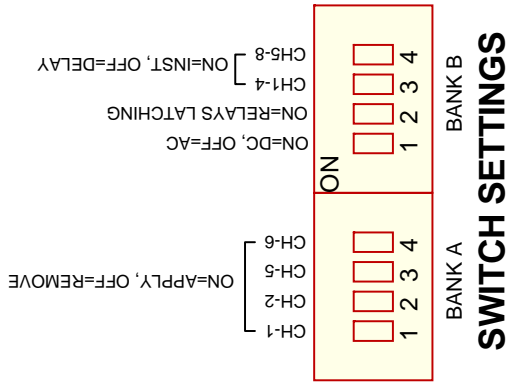 ON=INST, OFF=DELAY
CH5-8
CH1-4
ON=RELAYS LATCHING
ON=DC, OFF=AC
ON
4
3
2
1
BANK B
ON=APPLY, OFF=REMOVE
CH-6
CH-5
CH-2
CH-1
4
3
2
1
BANK A
SWITCH SETTINGS